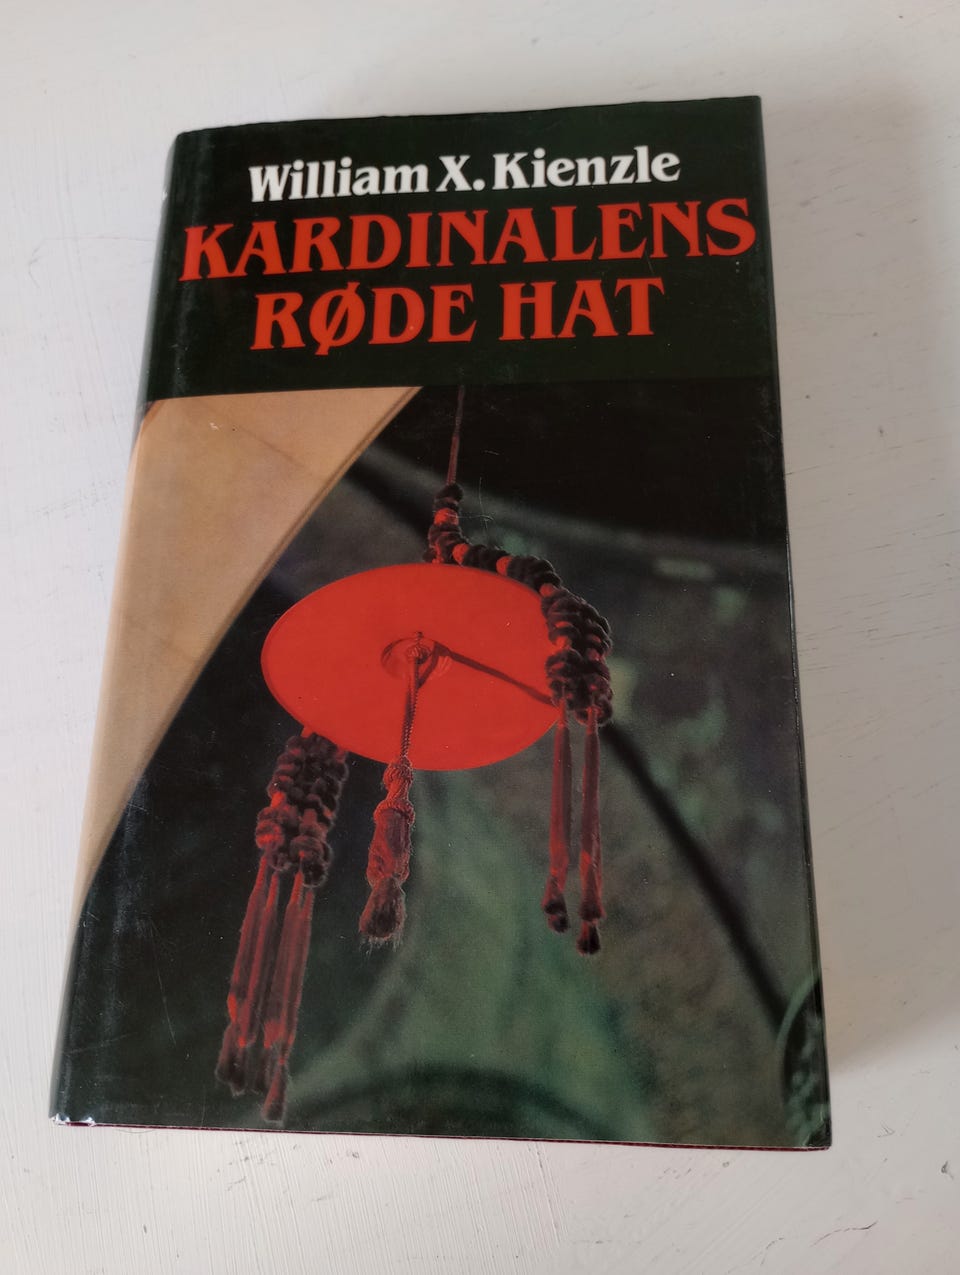 William X. Kienzle
KARDINALENS
RØDE HAT